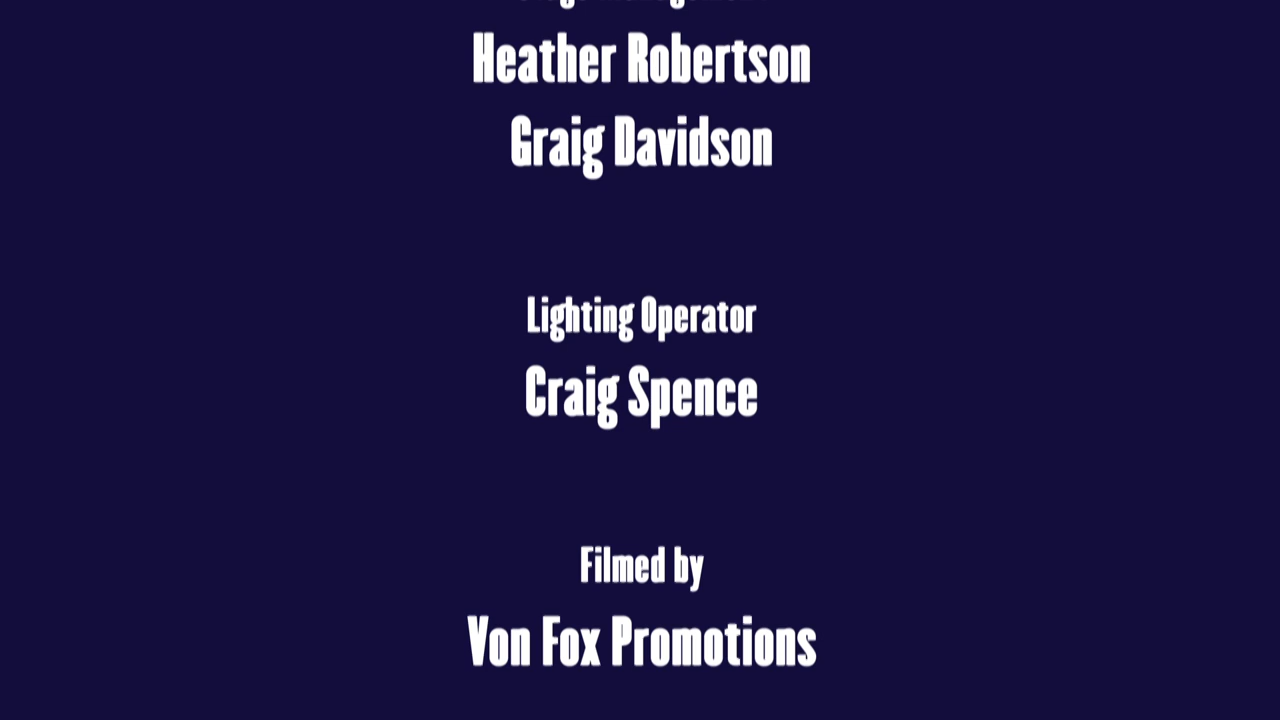 Heather Robertson
Graig Davidson
Lighting Operator
Craig Spence
Filmed by
Von Fox Promotions